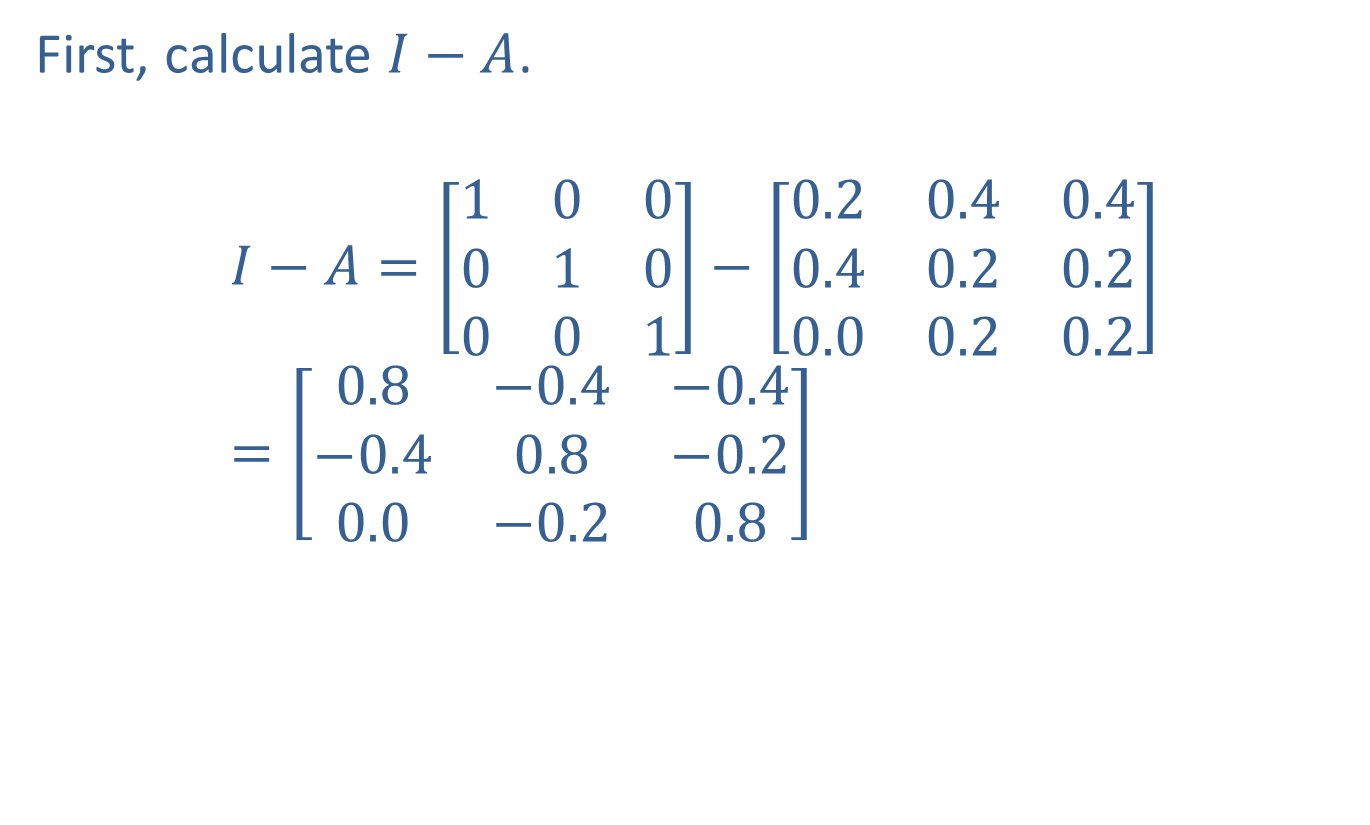 First, calculate I − A.
I − A = [1 0 0; 0 1 0; 0 0 1] − [0.2 0.4 0.4; 0.4 0.2 0.2; 0.0 0.2 0.2]
= [0.8 −0.4 −0.4; −0.4 0.8 −0.2; 0.0 −0.2 0.8]